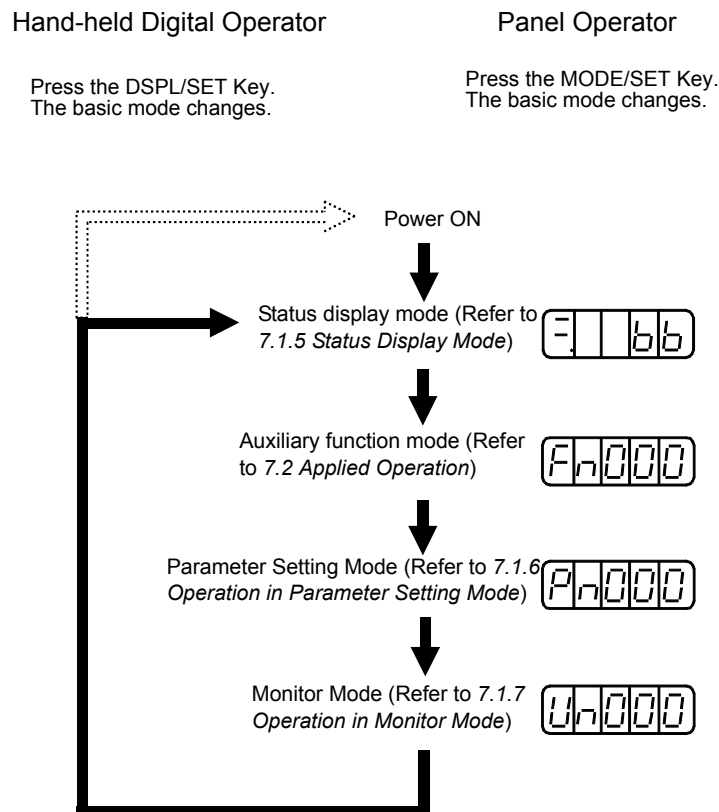 Hand-held Digital Operator
Panel Operator
Press the DSPL/SET Key.
The basic mode changes.
Press the MODE/SET Key.
The basic mode changes.
Power ON
Status display mode (Refer to
7.1.5 Status Display Mode)
bb
Auxiliary function mode (Refer
to 7.2 Applied Operation)
Fn000
Parameter Setting Mode (Refer to 7.1.6
Operation in Parameter Setting Mode)
Pn000
Monitor Mode (Refer to 7.1.7
Operation in Monitor Mode)
Un000